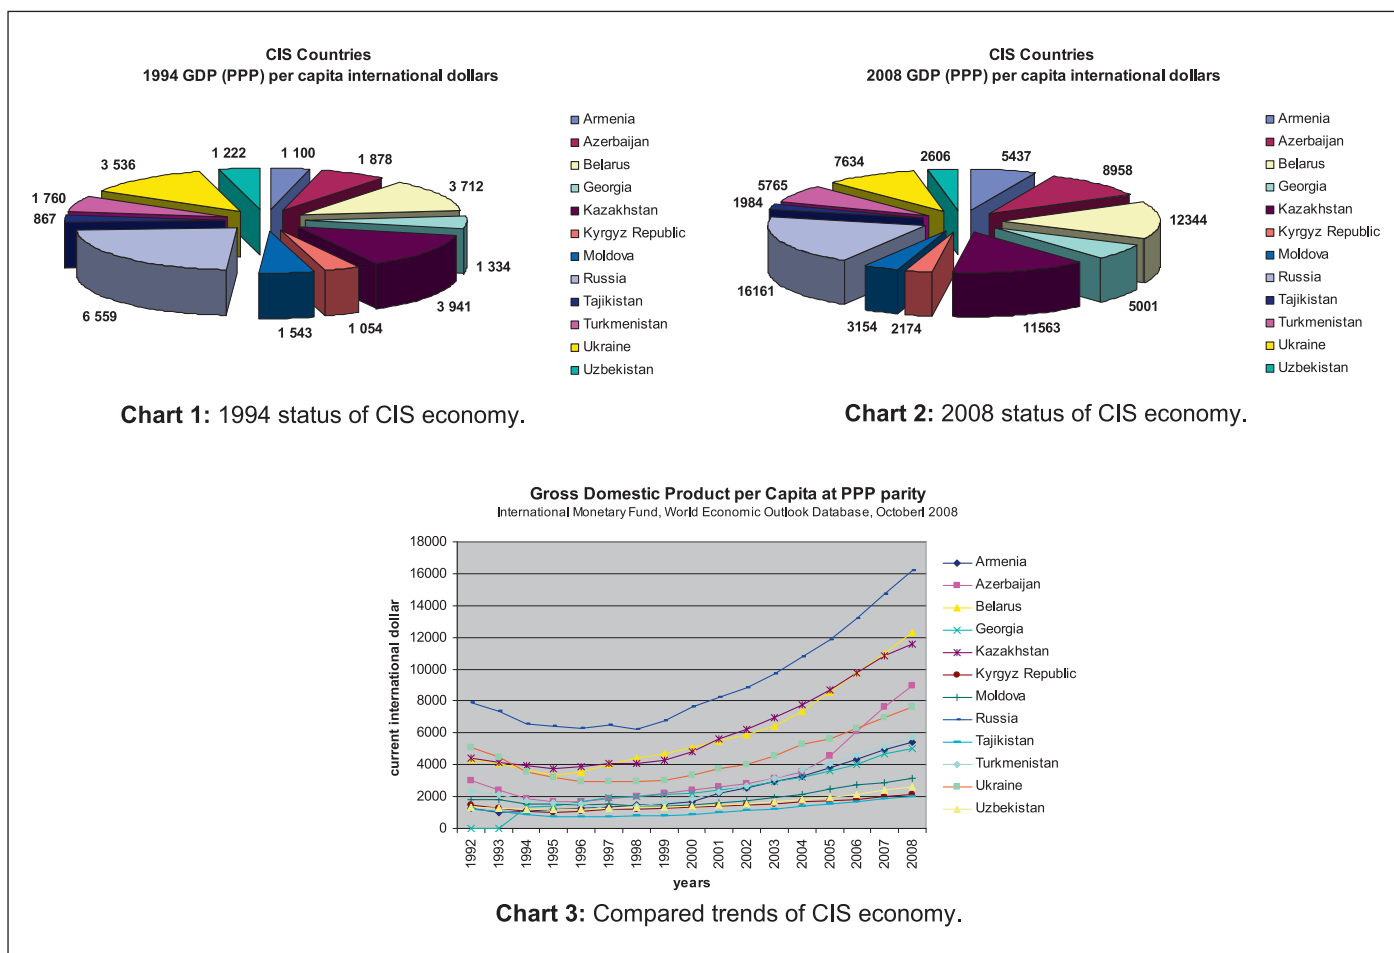 CIS Countries
1994 GDP (PPP) per capita international dollars
1 100
1 878
3 712
1 334
3 941
1 054
1 543
6 559
867
1 760
3 536
1 222
Armenia
Azerbaijan
Belarus
Georgia
Kazakhstan
Kyrgyz Republic
Moldova
Russia
Tajikistan
Turkmenistan
Ukraine
Uzbekistan
Chart 1: 1994 status of CIS economy.
CIS Countries
2008 GDP (PPP) per capita international dollars
5437
8958
12344
5001
11563
2174
3154
16161
1984
5765
7634
2606
Armenia
Azerbaijan
Belarus
Georgia
Kazakhstan
Kyrgyz Republic
Moldova
Russia
Tajikistan
Turkmenistan
Ukraine
Uzbekistan
Chart 2: 2008 status of CIS economy.
Gross Domestic Product per Capita at PPP parity
International Monetary Fund, World Economic Outlook Database, Octoberl 2008
current international dollar
18000
16000
14000
12000
10000
8000
6000
4000
2000
0
1992
1993
1994
1995
1996
1997
1998
1999
2000
2001
2002
2003
2004
2005
2006
2007
2008
years
Armenia
Azerbaijan
Belarus
Georgia
Kazakhstan
Kyrgyz Republic
Moldova
Russia
Tajikistan
Turkmenistan
Ukraine
Uzbekistan
Chart 3: Compared trends of CIS economy.